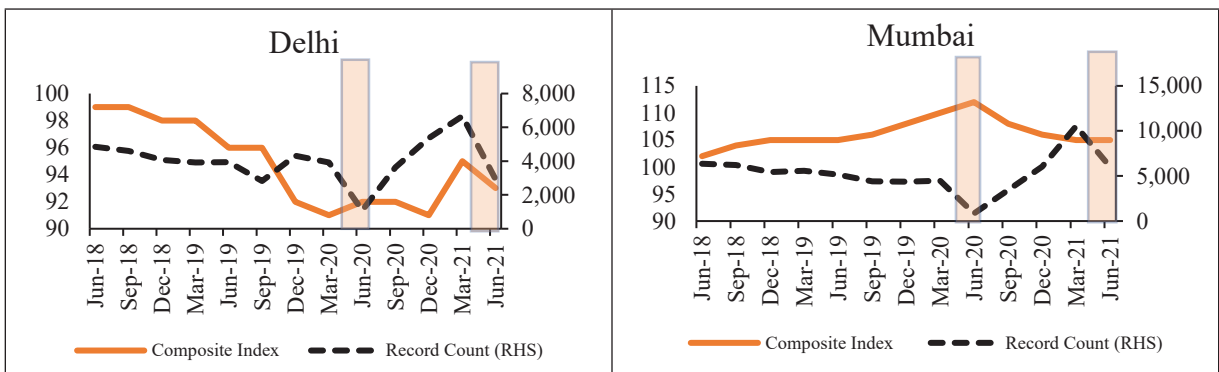 Delhi
100
98
96
94
92
90
8,000
6,000
4,000
2,000
0
Jun-18
Sep-18
Dec-18
Mar-19
Jun-19
Sep-19
Dec-19
Mar-20
Jun-20
Sep-20
Dec-20
Mar-21
Jun-21
Composite Index
Record Count (RHS)
Mumbai
115
110
105
100
95
90
15,000
10,000
5,000
0
Jun-18
Sep-18
Dec-18
Mar-19
Jun-19
Sep-19
Dec-19
Mar-20
Jun-20
Sep-20
Dec-20
Mar-21
Jun-21
Composite Index
Record Count (RHS)